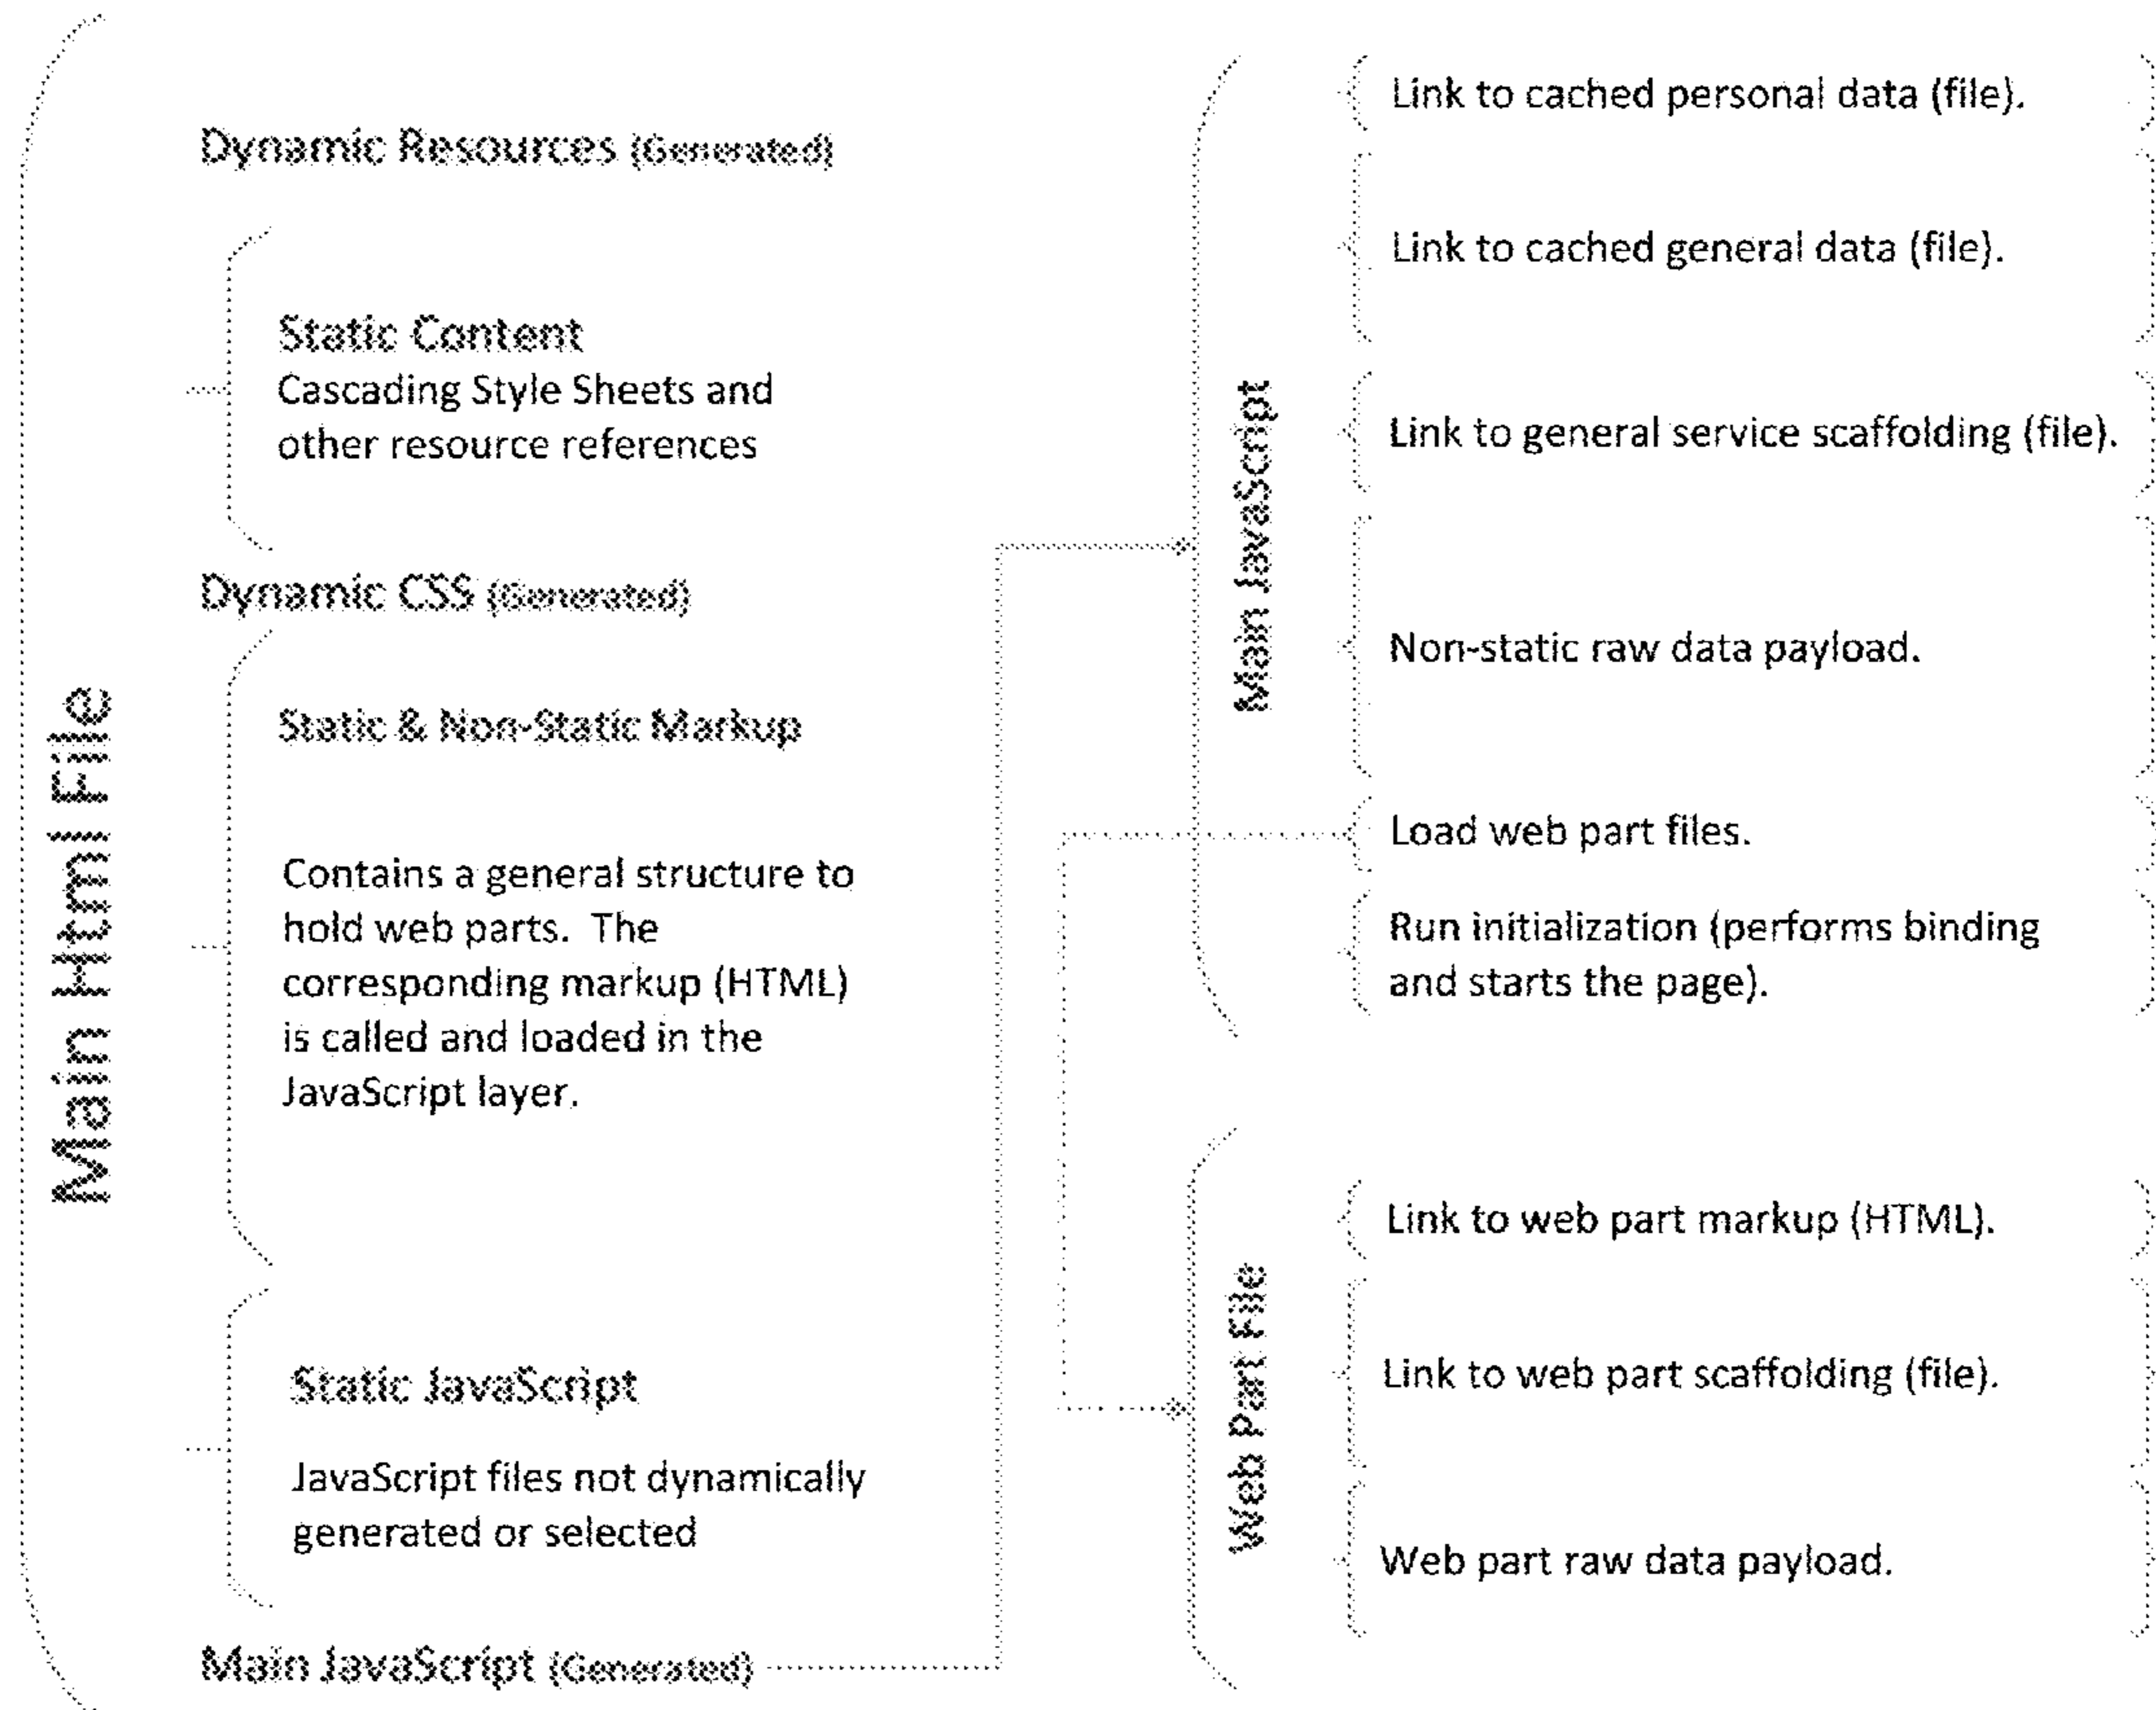 Main Html File
Dynamic Resources (Generated)
Static Content
Cascading Style Sheets and
other resource references
Dynamic CSS (Generated)
Static & Non-Static Markup
Contains a general structure to
hold web parts. The
corresponding markup (HTML)
is called and loaded in the
JavaScript layer.
Static JavaScript
JavaScript files not dynamically
generated or selected
Main JavaScript (Generated)
Main JavaScript
Link to cached personal data (file).
Link to cached general data (file).
Link to general service scaffolding (file).
Non-static raw data payload.
Load web part files.
Run initialization (performs binding
and starts the page).
Web Part File
Link to web part markup (HTML).
Link to web part scaffolding (file).
Web part raw data payload.